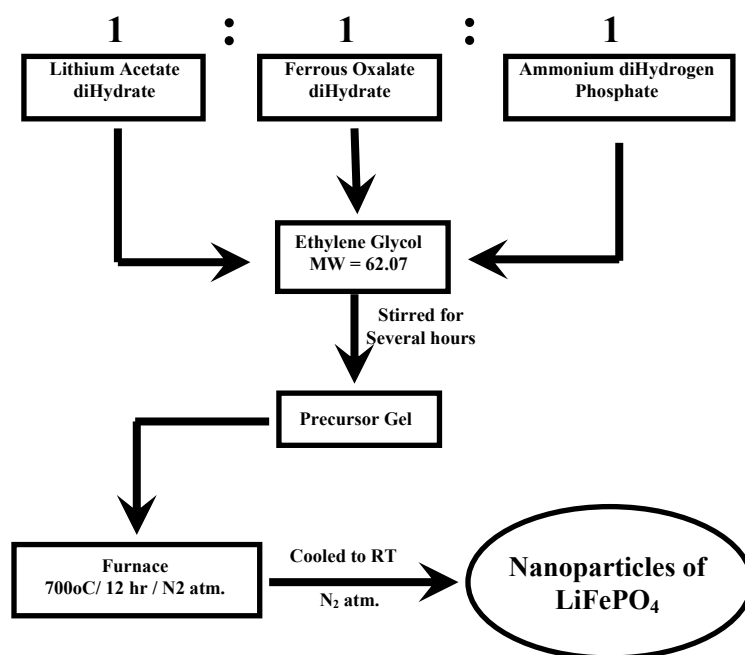 1 : 1 : 1
Lithium Acetate
diHydrate
Ferrous Oxalate
diHydrate
Ammonium diHydrogen
Phosphate
Ethylene Glycol
MW = 62.07
Stirred for
Several hours
Precursor Gel
Furnace
700oC/ 12 hr / N2 atm.
Cooled to RT
N₂ atm.
Nanoparticles of
LiFePO₄